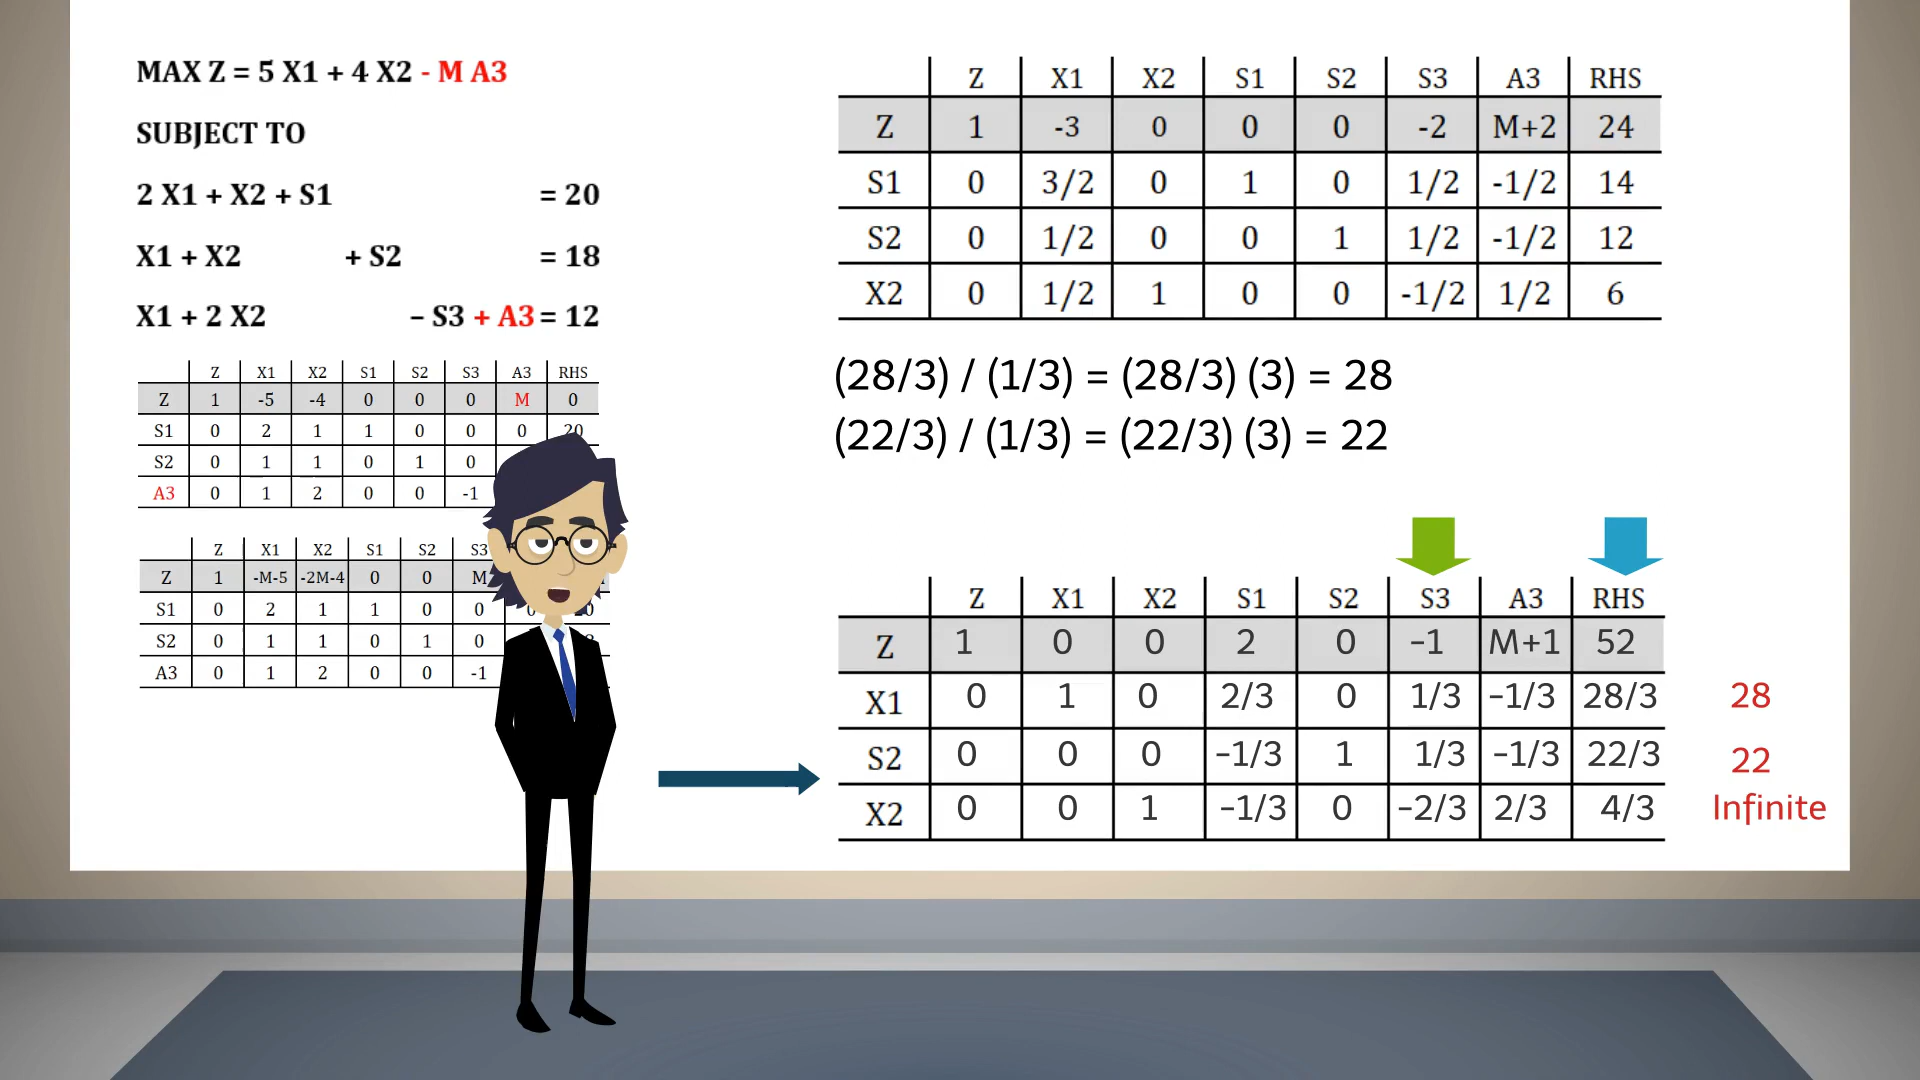 MAX Z = 5 X1 + 4 X2 - M A3
SUBJECT TO
2 X1 + X2 + S1 = 20
X1 + X2 + S2 = 18
X1 + 2 X2 – S3 + A3 = 12
Z X1 X2 S1 S2 S3 A3 RHS
Z 1 -5 -4 0 0 0 M 0
S1 0 2 1 1 0 0 0 20
S2 0 1 1 0 1 0
A3 0 1 2 0 0 -1
Z X1 X2 S1 S2 S3
Z 1 -M-5 -2M-4 0 0 M
S1 0 2 1 1 0 0
S2 0 1 1 0 1 0
A3 0 1 2 0 0 -1
Z X1 X2 S1 S2 S3 A3 RHS
Z 1 -3 0 0 0 -2 M+2 24
S1 0 3/2 0 1 0 1/2 -1/2 14
S2 0 1/2 0 0 1 1/2 -1/2 12
X2 0 1/2 1 0 0 -1/2 1/2 6
(28/3) / (1/3) = (28/3) (3) = 28
(22/3) / (1/3) = (22/3) (3) = 22
Z X1 X2 S1 S2 S3 A3 RHS
Z 1 0 0 2 0 -1 M+1 52
X1 0 1 0 2/3 0 1/3 -1/3 28/3 28
S2 0 0 0 -1/3 1 1/3 -1/3 22/3 22
X2 0 0 1 -1/3 0 -2/3 2/3 4/3 Infinite